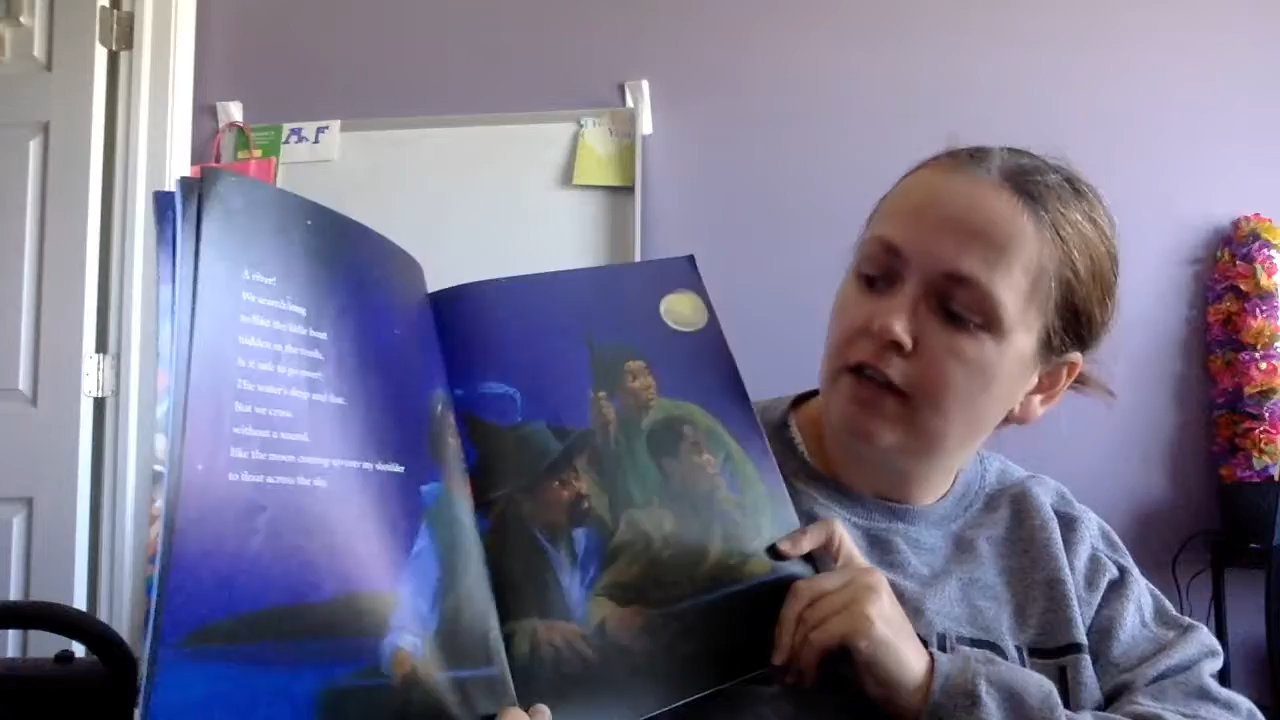 A river!
We search long
to find the little boat
hidden in the reeds.
Is it safe to go over?
The water's deep and fast.
But we cross
without a sound,
like the moon coming up over my shoulder
to float across the sky.